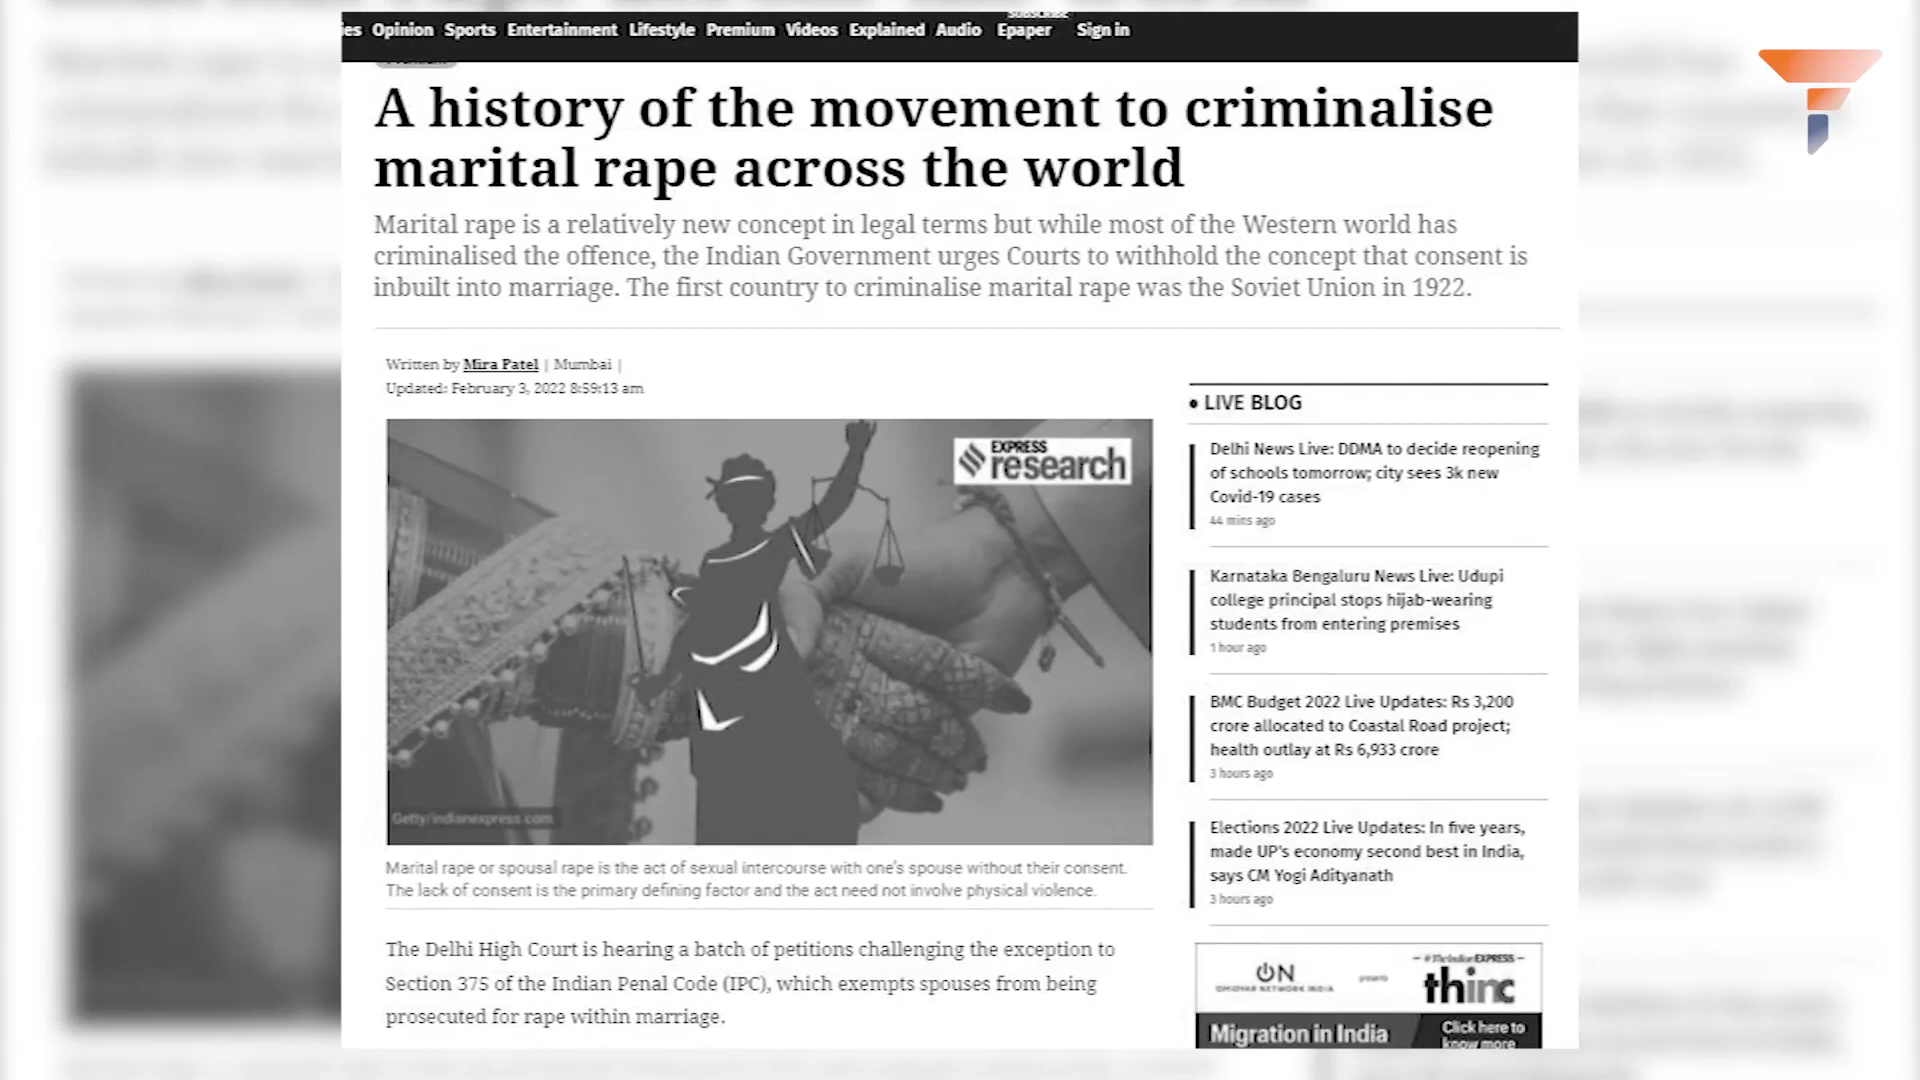 SUBSCRIBE
es Opinion Sports Entertainment Lifestyle Premium Videos Explained Audio Epaper Sign in
A history of the movement to criminalise
marital rape across the world
Marital rape is a relatively new concept in legal terms but while most of the Western world has
criminalised the offence, the Indian Government urges Courts to withhold the concept that consent is
inbuilt into marriage. The first country to criminalise marital rape was the Soviet Union in 1922.
Written by Mira Patel | Mumbai |
Updated: February 3, 2022 8:59:13 am
EXPRESS
research
Getty/indianexpress.com
Marital rape or spousal rape is the act of sexual intercourse with one's spouse without their consent.
The lack of consent is the primary defining factor and the act need not involve physical violence.
The Delhi High Court is hearing a batch of petitions challenging the exception to
Section 375 of the Indian Penal Code (IPC), which exempts spouses from being
prosecuted for rape within marriage.
• LIVE BLOG
Delhi News Live: DDMA to decide reopening
of schools tomorrow; city sees 3k new
Covid-19 cases
44 mins ago
Karnataka Bengaluru News Live: Udupi
college principal stops hijab-wearing
students from entering premises
1 hour ago
BMC Budget 2022 Live Updates: Rs 3,200
crore allocated to Coastal Road project;
health outlay at Rs 6,933 crore
3 hours ago
Elections 2022 Live Updates: In five years,
made UP's economy second best in India,
says CM Yogi Adityanath
3 hours ago
ON
OMIDYAR NETWORK INDIA
presents
#TheIndianEXPRESS
thinc
Migration in India
Click here to
know more